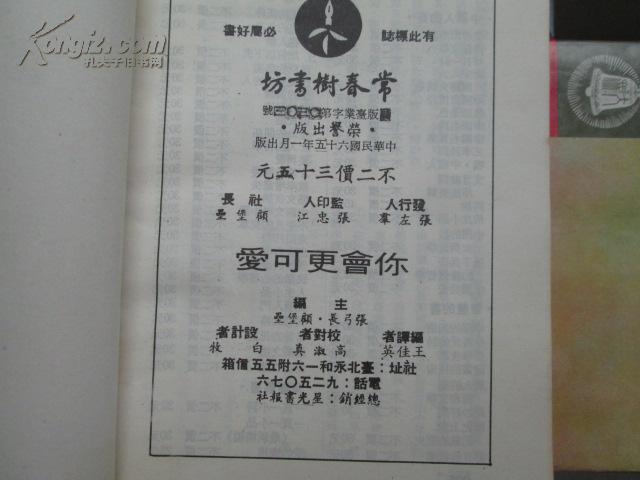 Kongfz.com
孔夫子旧书网
有此標誌 必屬好書
常春樹書坊
版臺業字第 號
·榮譽出版·
中華民國六十五年一月出版
不二價三十五元
發行人 監印人 社長
張左羣 張忠江 顧堡垒
你會更可愛
主編
張弓長·顧堡垒
編譯者 校對者 設計者
王佳英 高淑真 白牧
社址:臺北永和一六附五五信箱
電話:九二五〇七六
總經銷:星光書報社